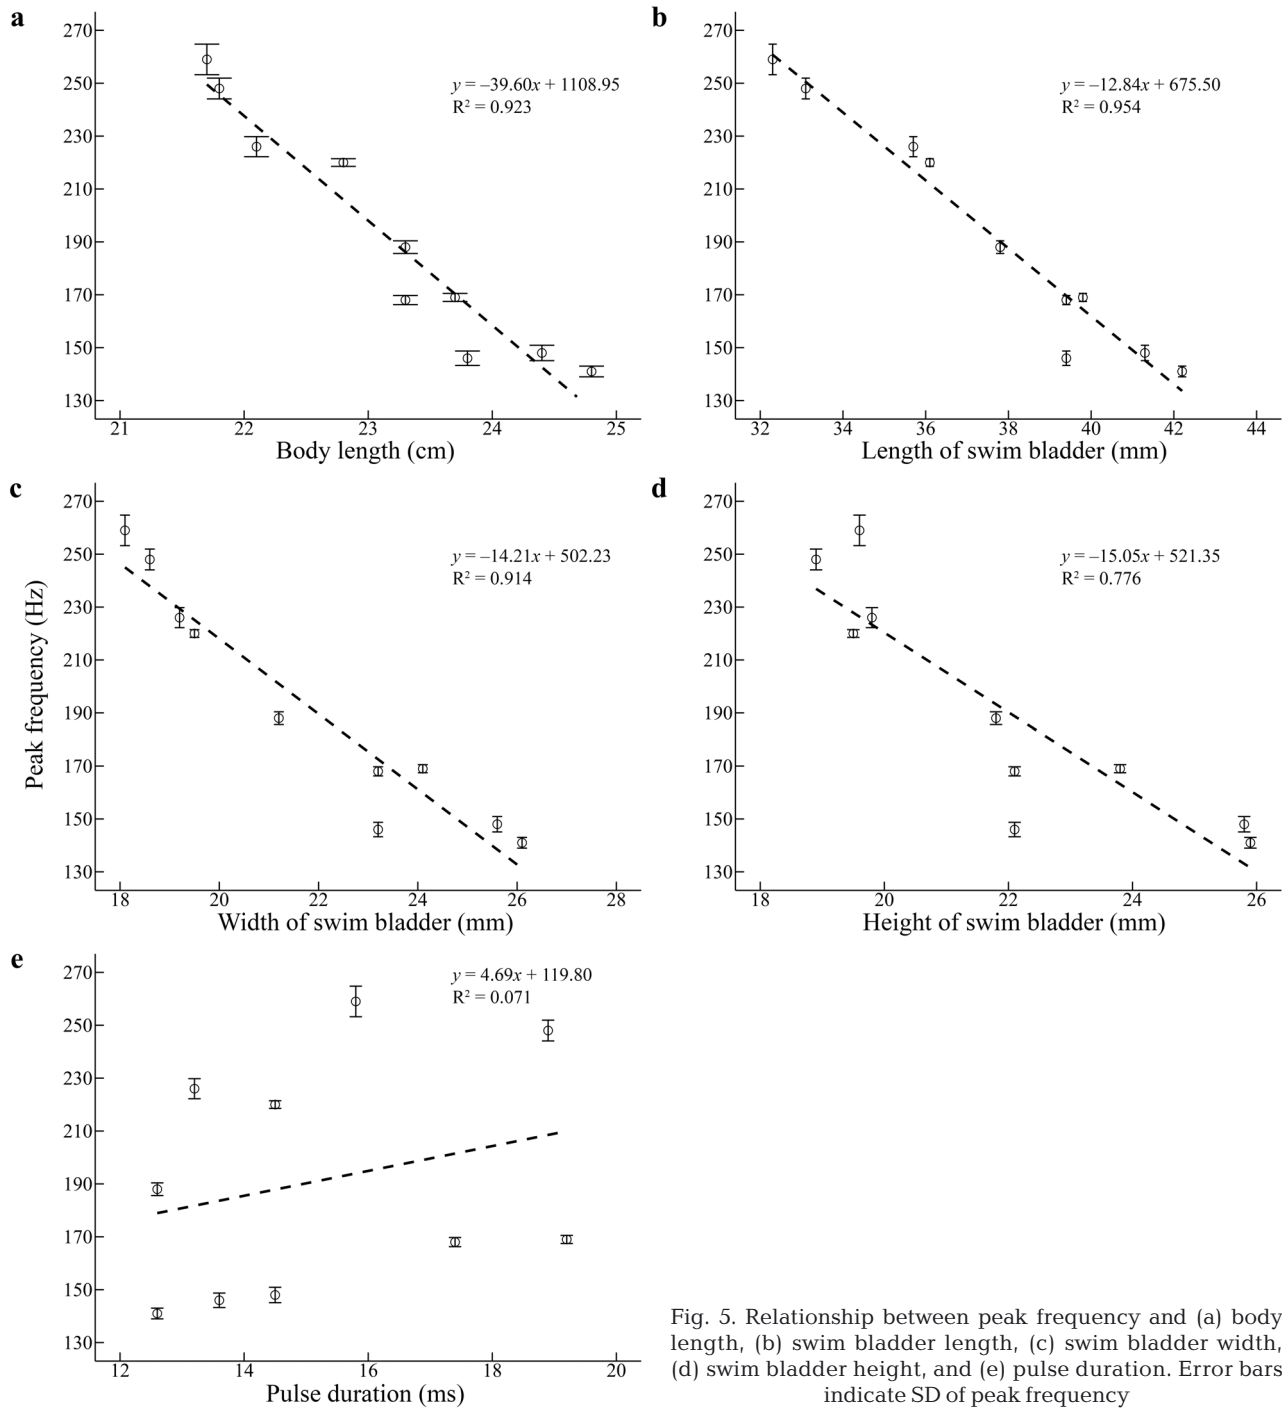 a
270
250
230
210
190
170
150
130
y = –39.60x + 1108.95
R² = 0.923
21 22 23 24 25
Body length (cm)
b
270
250
230
210
190
170
150
130
y = –12.84x + 675.50
R² = 0.954
32 34 36 38 40 42 44
Length of swim bladder (mm)
Peak frequency (Hz)
c
270
250
230
210
190
170
150
130
y = –14.21x + 502.23
R² = 0.914
18 20 22 24 26 28
Width of swim bladder (mm)
d
270
250
230
210
190
170
150
130
y = –15.05x + 521.35
R² = 0.776
18 20 22 24 26
Height of swim bladder (mm)
e
270
250
230
210
190
170
150
130
y = 4.69x + 119.80
R² = 0.071
12 14 16 18 20
Pulse duration (ms)
Fig. 5. Relationship between peak frequency and (a) body
length, (b) swim bladder length, (c) swim bladder width,
(d) swim bladder height, and (e) pulse duration. Error bars
indicate SD of peak frequency